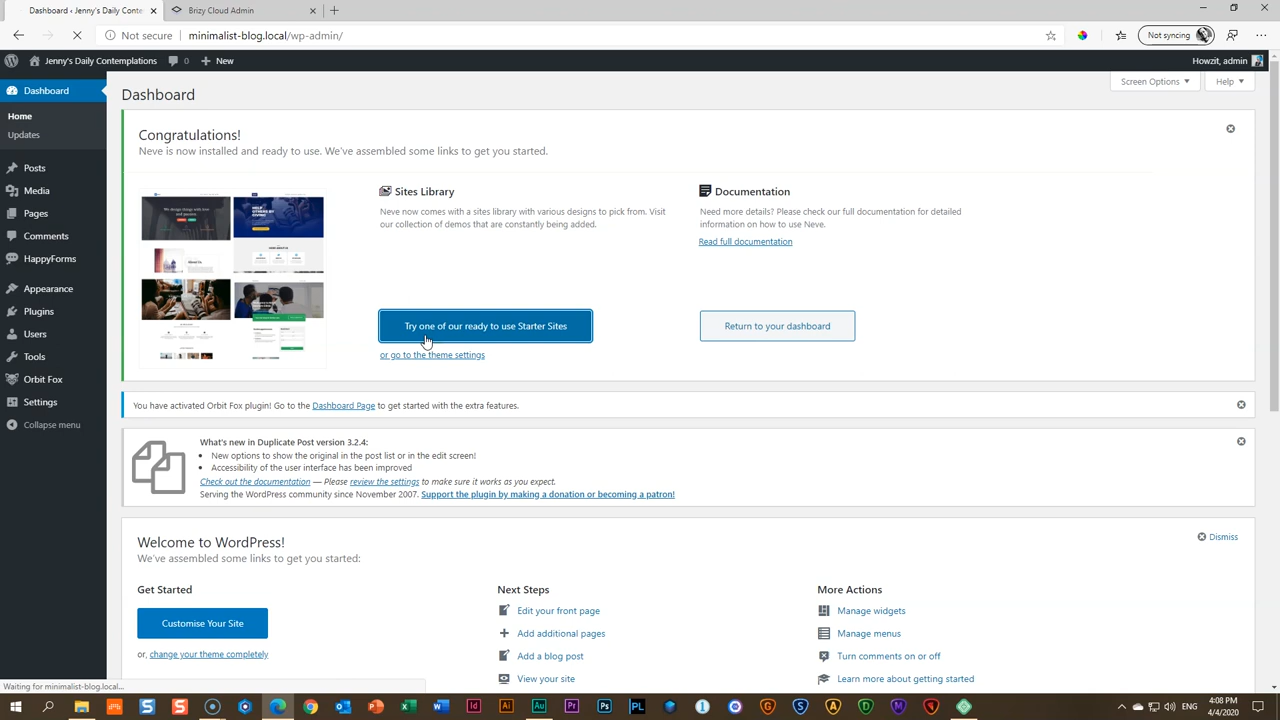 Dashboard ‹ Jenny's Daily Conte
Brizy Cloud Admin
Not secure
minimalist-blog.local/wp-admin/
Not syncing
Jenny's Daily Contemplations
0
New
Howzit, admin
Dashboard
Home
Updates
Posts
Media
Pages
Comments
HappyForms
Appearance
Plugins
Users
Tools
Orbit Fox
Settings
Collapse menu
Screen Options
Help
Dashboard
Congratulations!
Neve is now installed and ready to use. We've assembled some links to get you started.
Sites Library
Neve now comes with a sites library with various designs to pick from. Visit
our collection of demos that are constantly being added.
Try one of our ready to use Starter Sites
or go to the theme settings
Documentation
Need more details? Please check our full documentation for detailed
information on how to use Neve.
Read full documentation
Return to your dashboard
You have activated Orbit Fox plugin! Go to the Dashboard Page to get started with the extra features.
What's new in Duplicate Post version 3.2.4:
New options to show the original in the post list or in the edit screen!
Accessibility of the user interface has been improved
Check out the documentation — Please review the settings to make sure it works as you expect.
Serving the WordPress community since November 2007. Support the plugin by making a donation or becoming a patron!
Welcome to WordPress!
We've assembled some links to get you started:
Dismiss
Get Started
Customise Your Site
or, change your theme completely
Next Steps
Edit your front page
Add additional pages
Add a blog post
View your site
More Actions
Manage widgets
Manage menus
Turn comments on or off
Learn more about getting started
Waiting for minimalist-blog.local...
4:08 PM
4/4/2020